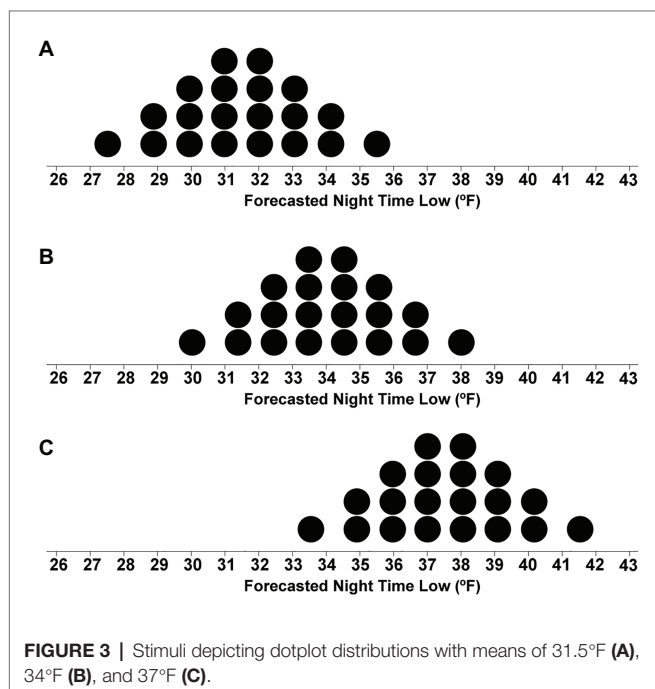 A
26 27 28 29 30 31 32 33 34 35 36 37 38 39 40 41 42 43
Forecasted Night Time Low (ºF)
B
26 27 28 29 30 31 32 33 34 35 36 37 38 39 40 41 42 43
Forecasted Night Time Low (ºF)
C
26 27 28 29 30 31 32 33 34 35 36 37 38 39 40 41 42 43
Forecasted Night Time Low (ºF)
FIGURE 3 | Stimuli depicting dotplot distributions with means of 31.5°F (A),
34°F (B), and 37°F (C).